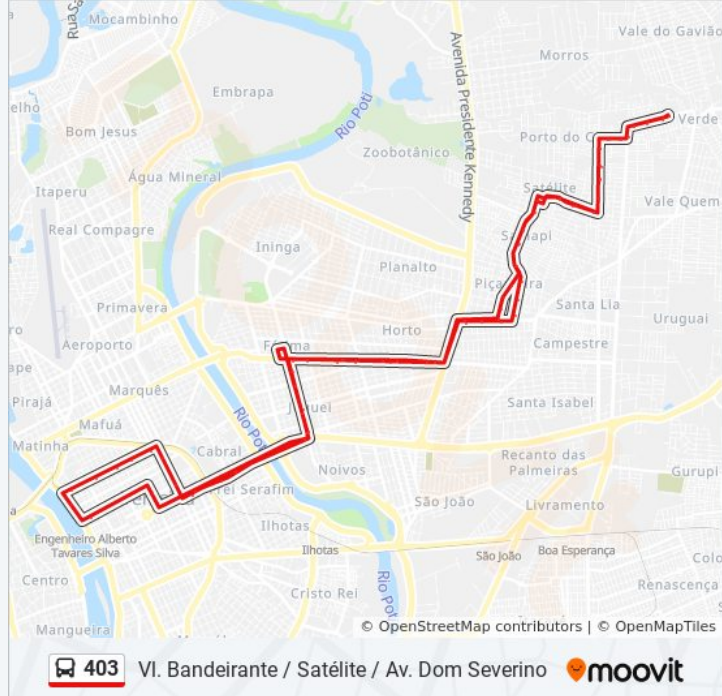 Mocambinho
Vale do Gavião
Morros
Avenida Presidente Kennedy
Embrapa
Rio Poti
Bom Jesus
Zoobotânico
Verde
Água Mineral
Itaperu
Satélite
Vale Quem
Real Compagre
Ininga
Planalto
Santa Lia
Primavera
Uruguai
Horto
Aeroporto
Campestre
Marquês
Pirajá
Santa Isabel
Mafuá
Rio Poti
Matinha
Cabral
Recanto das
Palmeiras
Noivos
Gurupi
Frei Serafim
São João
Livramento
Ilhotas
Engenheiro Alberto
Tavares Silva
Ilhotas
São João
Boa Esperança
Centro
Rio Poti
Cristo Rei
Renascença
Mangueira
© OpenStreetMap contributors | © OpenMapTiles
403 VI. Bandeirante / Satélite / Av. Dom Severino moovit